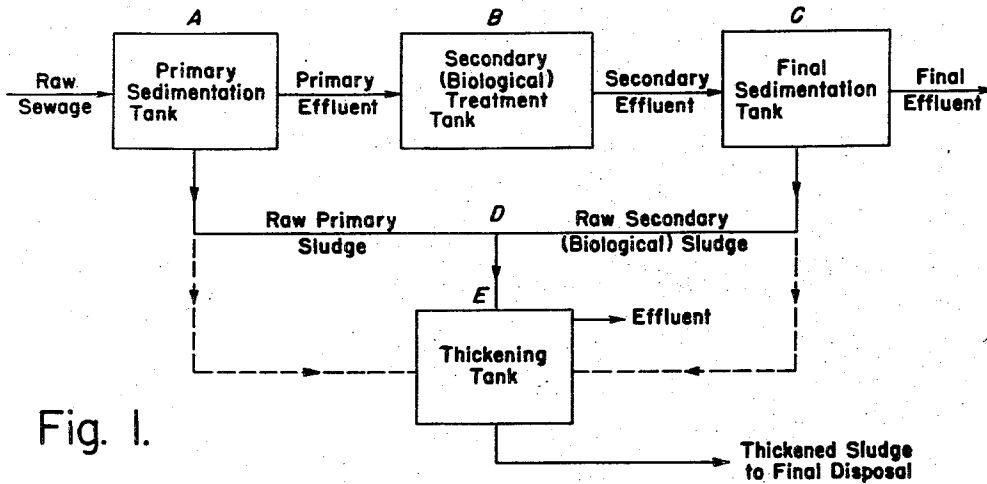 A
B
C
Raw
Sewage
Primary
Sedimentation
Tank
Primary
Effluent
Secondary
(Biological)
Treatment
Tank
Secondary
Effluent
Final
Sedimentation
Tank
Final
Effluent
Raw Primary
Sludge
D
Raw Secondary
(Biological) Sludge
E
Effluent
Thickening
Tank
Fig. 1.
Thickened Sludge
to Final Disposal